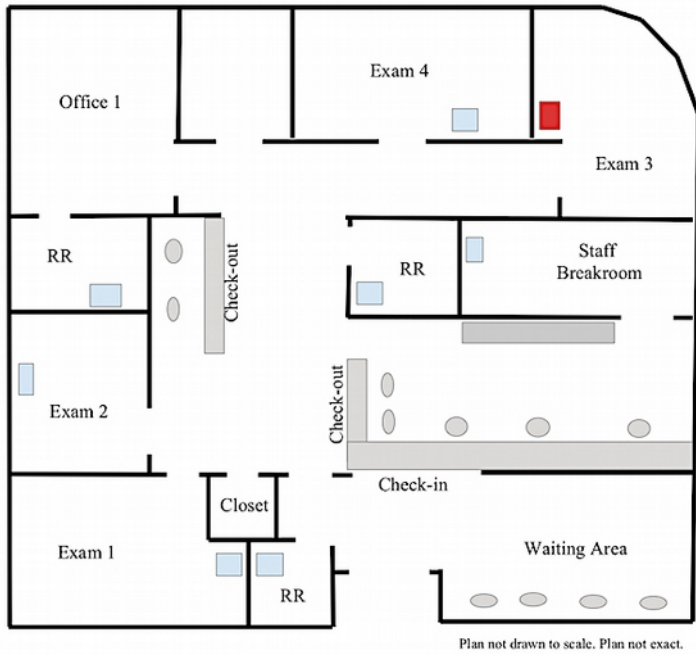 Exam 4
Office 1
Exam 3
RR
Check-out
RR
Staff
Breakroom
Exam 2
Check-out
Check-in
Closet
Exam 1
Waiting Area
RR
Plan not drawn to scale. Plan not exact.